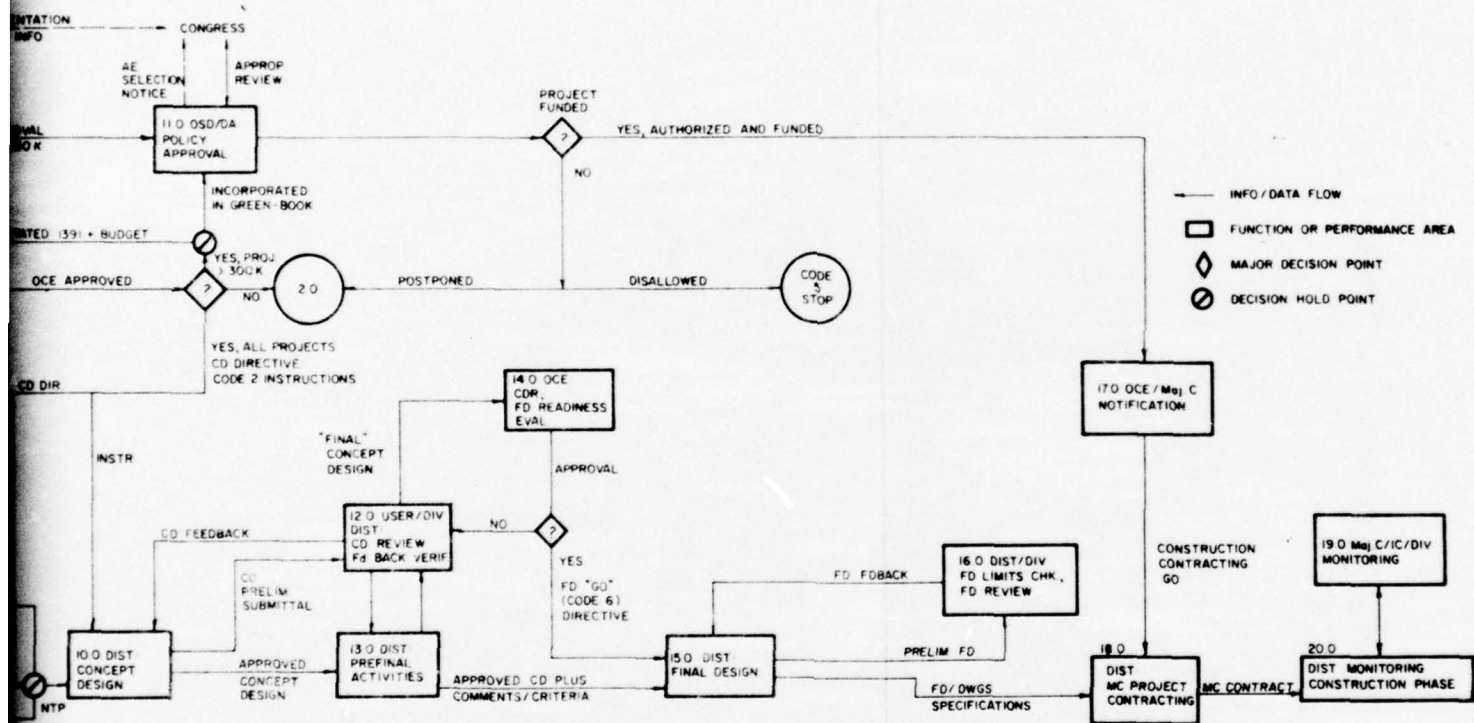 NTATION
INFO
CONGRESS
AE
SELECTION
NOTICE
APPROP
REVIEW
PROJECT
FUNDED
?
YES, AUTHORIZED AND FUNDED
NO
11.0 OSD/DA
POLICY
APPROVAL
INCORPORATED
IN GREEN-BOOK
1391 + BUDGET
YES, PROJ.
> 300K
OCE APPROVED
?
NO
2.0
POSTPONED
DISALLOWED
CODE
STOP
INFO/DATA FLOW
FUNCTION OR PERFORMANCE AREA
MAJOR DECISION POINT
DECISION HOLD POINT
YES, ALL PROJECTS
CD DIRECTIVE
CODE 2 INSTRUCTIONS
CD DIR
14.0 OCE
CDR,
FD READINESS
EVAL
17.0 OCE/Maj. C
NOTIFICATION
INSTR
"FINAL"
CONCEPT
DESIGN
APPROVAL
12.0 USER/DIV
DIST:
CD REVIEW
Fd BACK VERIF
NO
?
YES
CD FEEDBACK
CD
PRELIM
SUBMITTAL
FD "GO"
(CODE 6)
DIRECTIVE
FD FDBACK
16.0 DIST/DIV
FD LIMITS CHK,
FD REVIEW
CONSTRUCTION
CONTRACTING
GO
19.0 Maj C/IC/DIV
MONITORING
10.0 DIST:
CONCEPT
DESIGN
NTP
APPROVED
CONCEPT
DESIGN
13.0 DIST:
PREFINAL
ACTIVITIES
APPROVED CD PLUS
COMMENTS/CRITERIA
15.0 DIST:
FINAL DESIGN
PRELIM FD
FD/DWGS
SPECIFICATIONS
18.0
DIST
MC PROJECT
CONTRACTING
MC CONTRACT
20.0
DIST MONITORING
CONSTRUCTION PHASE